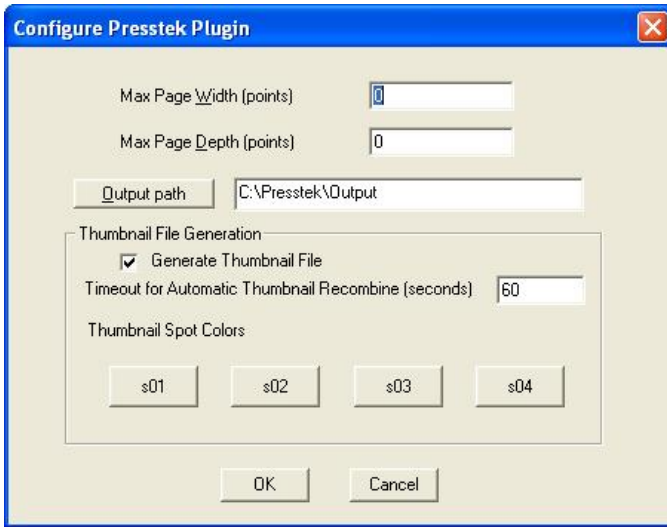 Configure Presstek Plugin
Max Page Width (points) 0
Max Page Depth (points) 0
Output path C:\Presstek\Output
Thumbnail File Generation
Generate Thumbnail File
Timeout for Automatic Thumbnail Recombine (seconds) 60
Thumbnail Spot Colors
s01 s02 s03 s04
OK Cancel